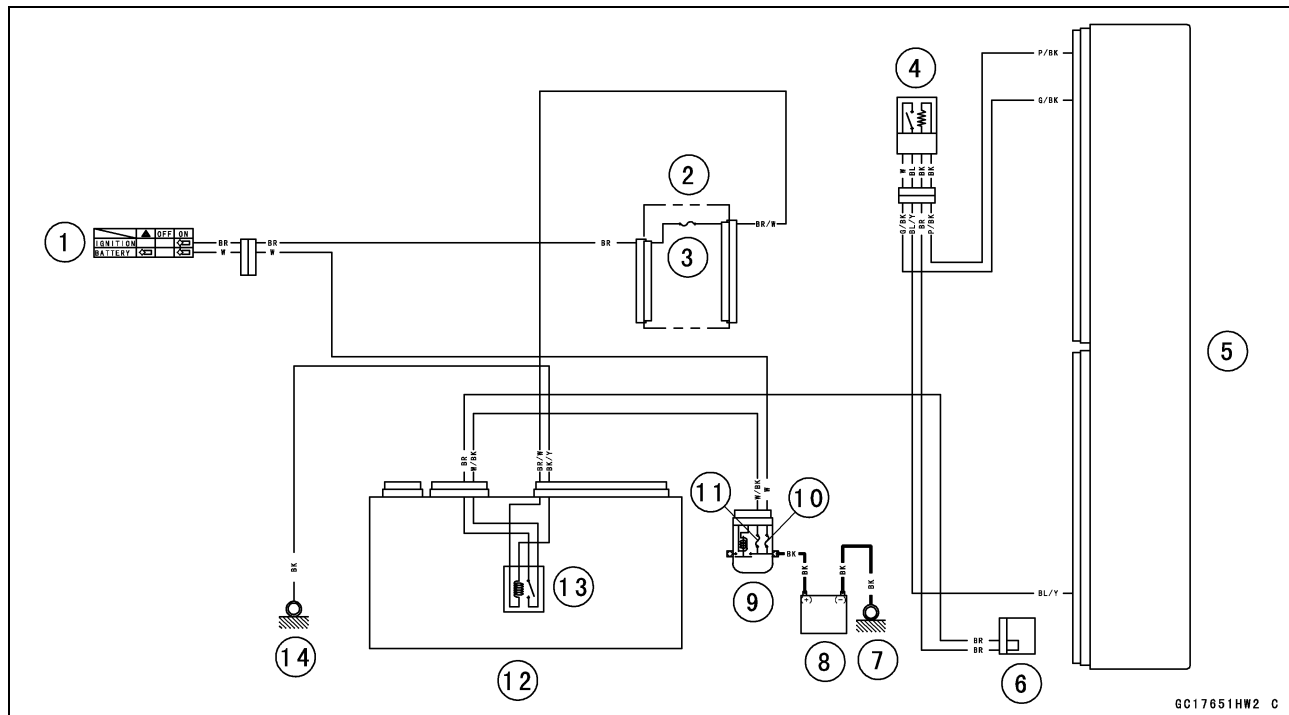 P/BK
4
G/BK
2
W BL BK BK
BR/W
1
▲ OFF ON
IGNITION
BATTERY
BR BR
W W
BR
3
G/BK BL/Y BR P/BK
5
BR W/BK
BR/W BK/Y
W/BK W
11
10
BK
BK
BK
BK
BK
13
(+) (-)
9
BL/Y
BR
BR
14
12
8
7
6
GC17651HW2 C